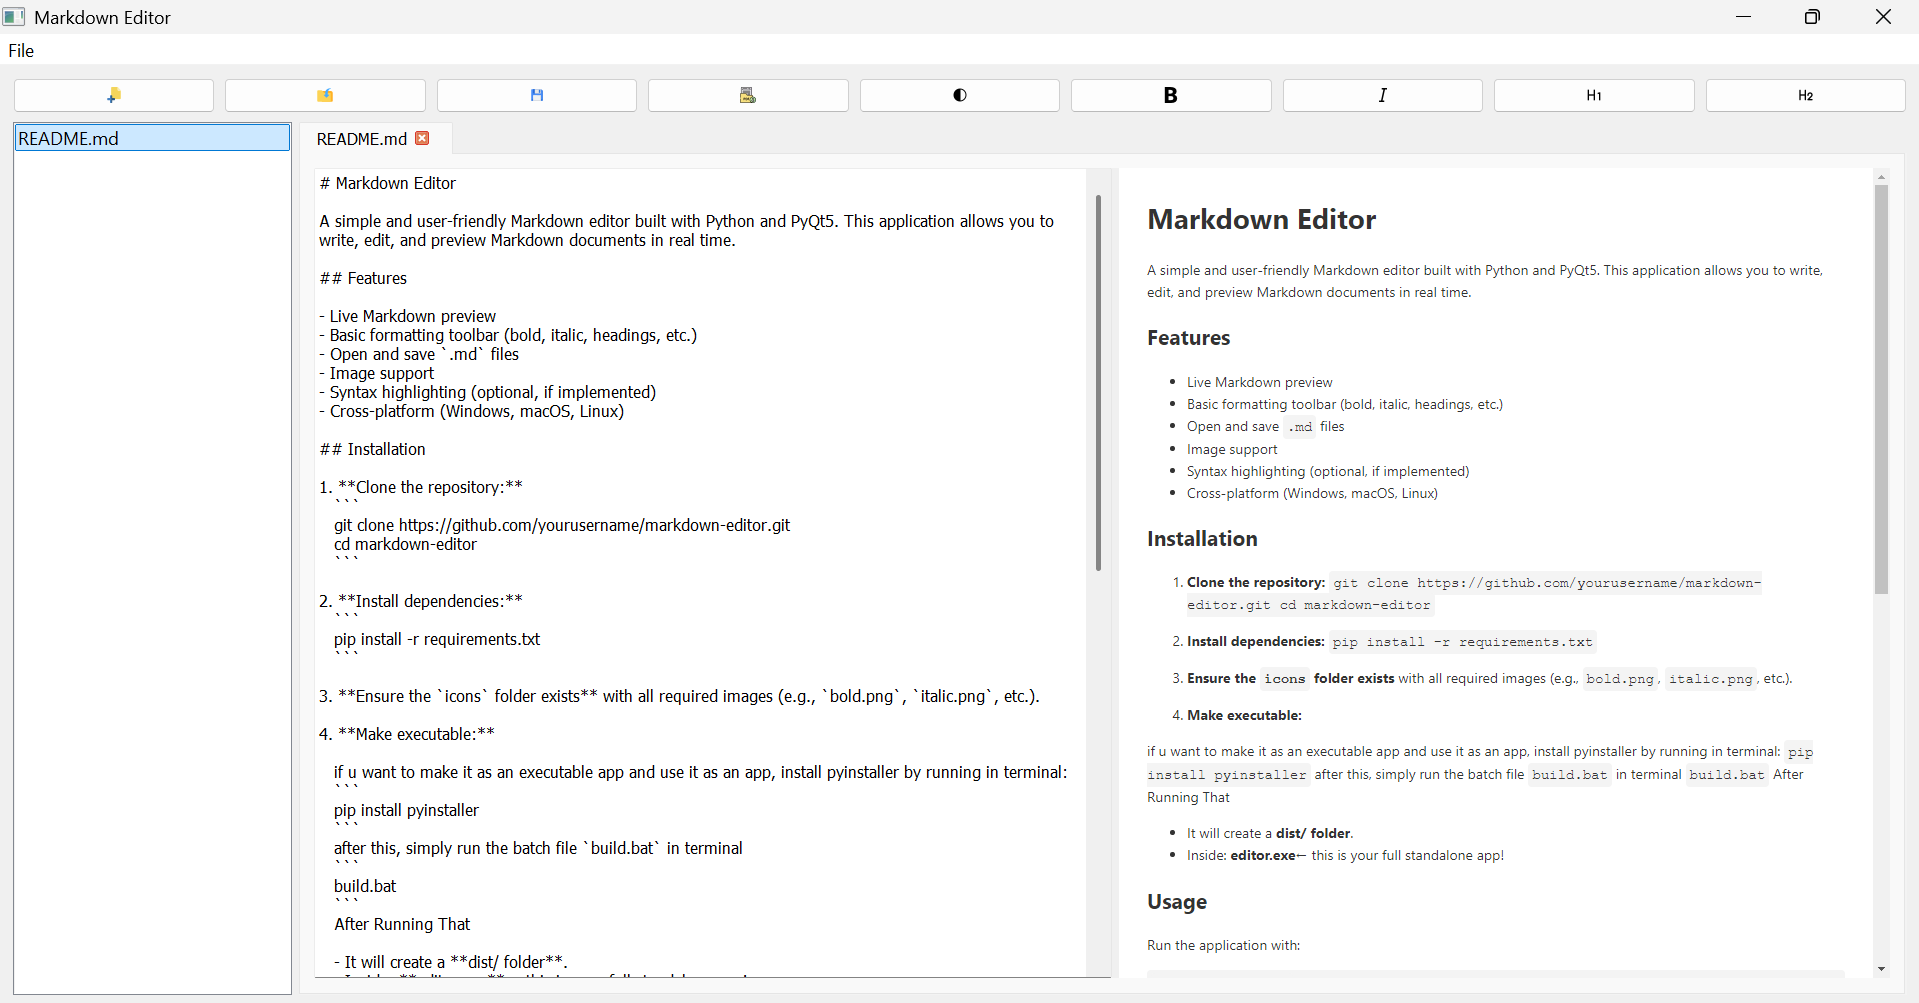 Markdown Editor
File
B
I
H1
H2
README.md
README.md
# Markdown Editor
A simple and user-friendly Markdown editor built with Python and PyQt5. This application allows you to
write, edit, and preview Markdown documents in real time.
## Features
- Live Markdown preview
- Basic formatting toolbar (bold, italic, headings, etc.)
- Open and save `.md` files
- Image support
- Syntax highlighting (optional, if implemented)
- Cross-platform (Windows, macOS, Linux)
## Installation
1. **Clone the repository:**
```
git clone https://github.com/yourusername/markdown-editor.git
cd markdown-editor
```
2. **Install dependencies:**
```
pip install -r requirements.txt
```
3. **Ensure the `icons` folder exists** with all required images (e.g., `bold.png`, `italic.png`, etc.).
4. **Make executable:**
if u want to make it as an executable app and use it as an app, install pyinstaller by running in terminal:
```
pip install pyinstaller
```
after this, simply run the batch file `build.bat` in terminal
```
build.bat
```
After Running That
- It will create a **dist/ folder**.
Markdown Editor
A simple and user-friendly Markdown editor built with Python and PyQt5. This application allows you to write,
edit, and preview Markdown documents in real time.
Features
• Live Markdown preview
• Basic formatting toolbar (bold, italic, headings, etc.)
• Open and save .md files
• Image support
• Syntax highlighting (optional, if implemented)
• Cross-platform (Windows, macOS, Linux)
Installation
1. Clone the repository: git clone https://github.com/yourusername/markdown-
editor.git cd markdown-editor
2. Install dependencies: pip install -r requirements.txt
3. Ensure the icons folder exists with all required images (e.g., bold.png, italic.png, etc.).
4. Make executable:
if u want to make it as an executable app and use it as an app, install pyinstaller by running in terminal: pip
install pyinstaller after this, simply run the batch file build.bat in terminal build.bat After
Running That
• It will create a dist/ folder.
• Inside: editor.exe← this is your full standalone app!
Usage
Run the application with: